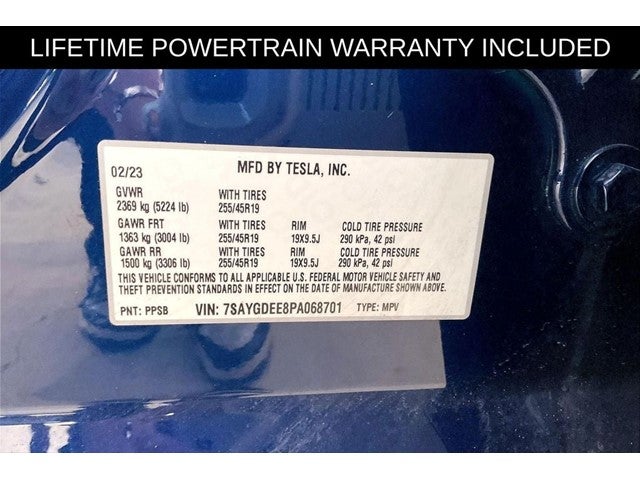 LIFETIME POWERTRAIN WARRANTY INCLUDED
02/23 MFD BY TESLA, INC.
GVWR WITH TIRES
2369 kg (5224 lb) 255/45R19
GAWR FRT WITH TIRES RIM COLD TIRE PRESSURE
1363 kg (3004 lb) 255/45R19 19X9.5J 290 kPa, 42 psi
GAWR RR WITH TIRES RIM COLD TIRE PRESSURE
1500 kg (3306 lb) 255/45R19 19X9.5J 290 kPa, 42 psi
THIS VEHICLE CONFORMS TO ALL APPLICABLE U.S. FEDERAL MOTOR VEHICLE SAFETY AND
THEFT PREVENTION STANDARDS IN EFFECT ON THE DATE OF MANUFACTURE SHOWN ABOVE.
PNT: PPSB VIN: 7SAYGDEE8PA068701 TYPE: MPV